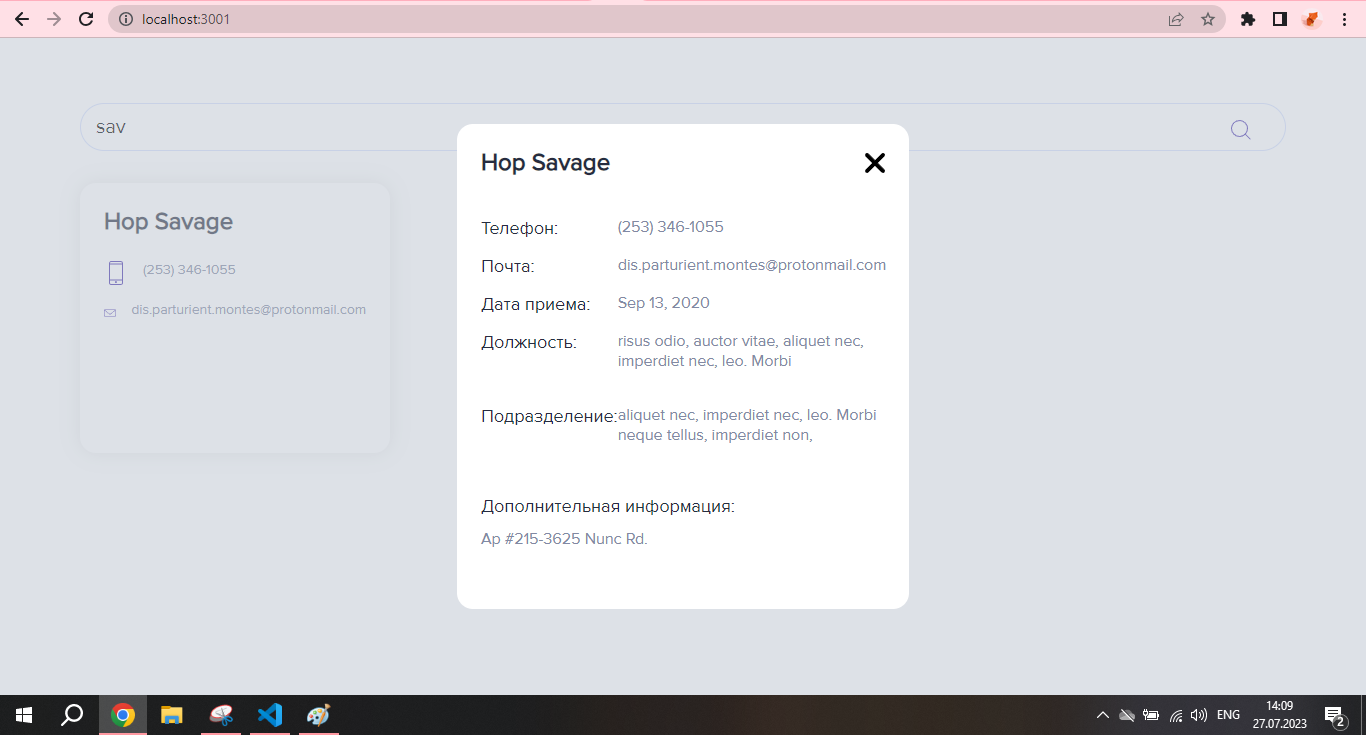 localhost:3001
sav
Hop Savage
(253) 346-1055
dis.parturient.montes@protonmail.com
Hop Savage
Телефон: (253) 346-1055
Почта: dis.parturient.montes@protonmail.com
Дата приема: Sep 13, 2020
Должность: risus odio, auctor vitae, aliquet nec,
imperdiet nec, leo. Morbi
Подразделение: aliquet nec, imperdiet nec, leo. Morbi
neque tellus, imperdiet non,
Дополнительная информация:
Ap #215-3625 Nunc Rd.
ENG
14:09
27.07.2023
2